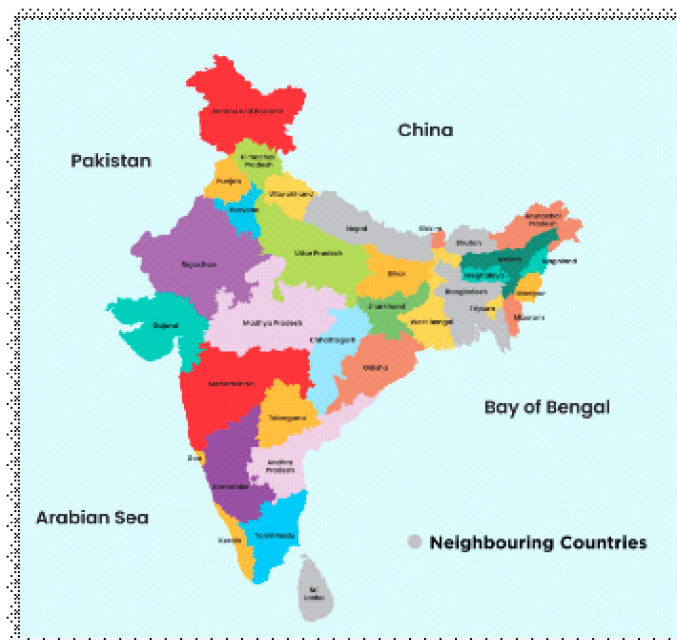 Jammu and Kashmir
China
Pakistan
Himachal
Pradesh
Punjab
Uttarakhand
Haryana
Arunachal
Pradesh
Sikkim
Nepal
Bhutan
Uttar Pradesh
Assam
Nagaland
Rajasthan
Bihar
Meghalaya
Bangladesh
Manipur
Jharkhand
Tripura
Mizoram
Gujarat
Madhya Pradesh
West Bengal
Chhattisgarh
Odisha
Maharashtra
Bay of Bengal
Telangana
Goa
Andhra
Pradesh
Karnataka
Arabian Sea
Kerala
Tamil Nadu
Neighbouring Countries
Sri
Lanka